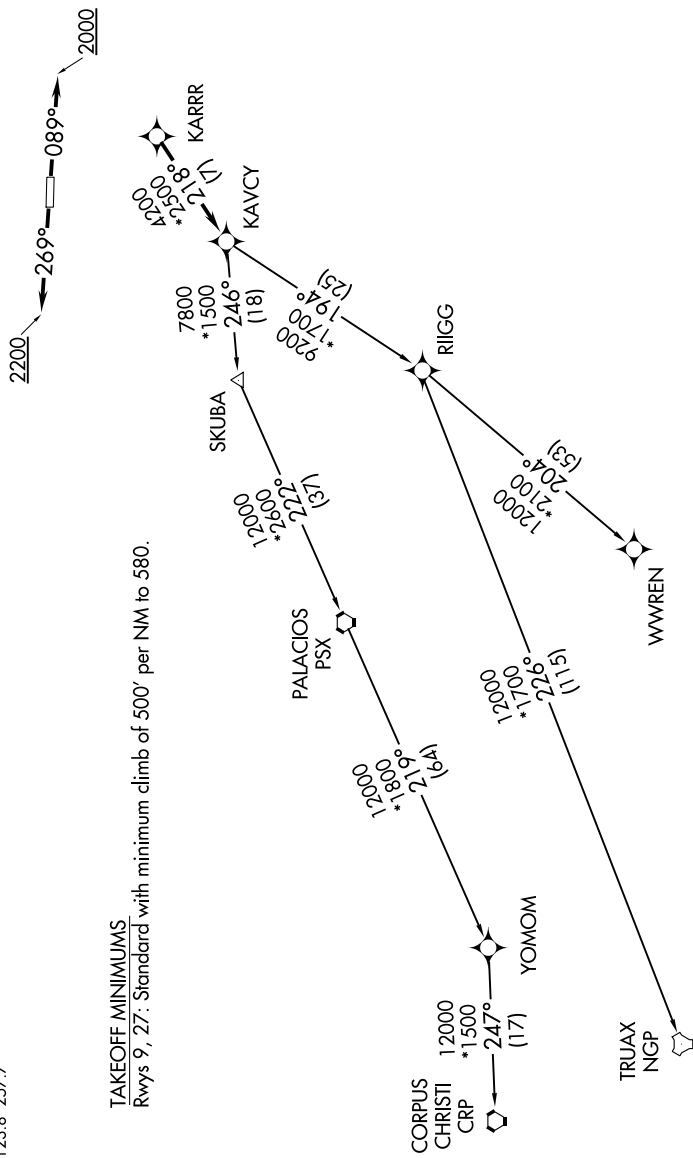 2200
269°
089°
2000
KARRR
4200
*2500
218°
(7)
KAVCY
7800
*1500
246°
(18)
9200
*1700
194°
(25)
SKUBA
RIIGG
12000
*2600
222°
(37)
12000
*2100
204°
(53)
PALACIOS
PSX
WWREN
12000
*1700
226°
(115)
12000
*1800
219°
(64)
YOMOM
12000
*1500
247°
(17)
CORPUS
CHRISTI
CRP
TRUAX
NGP
TAKEOFF MINIMUMS
Rwys 9, 27: Standard with minimum climb of 500' per NM to 580.